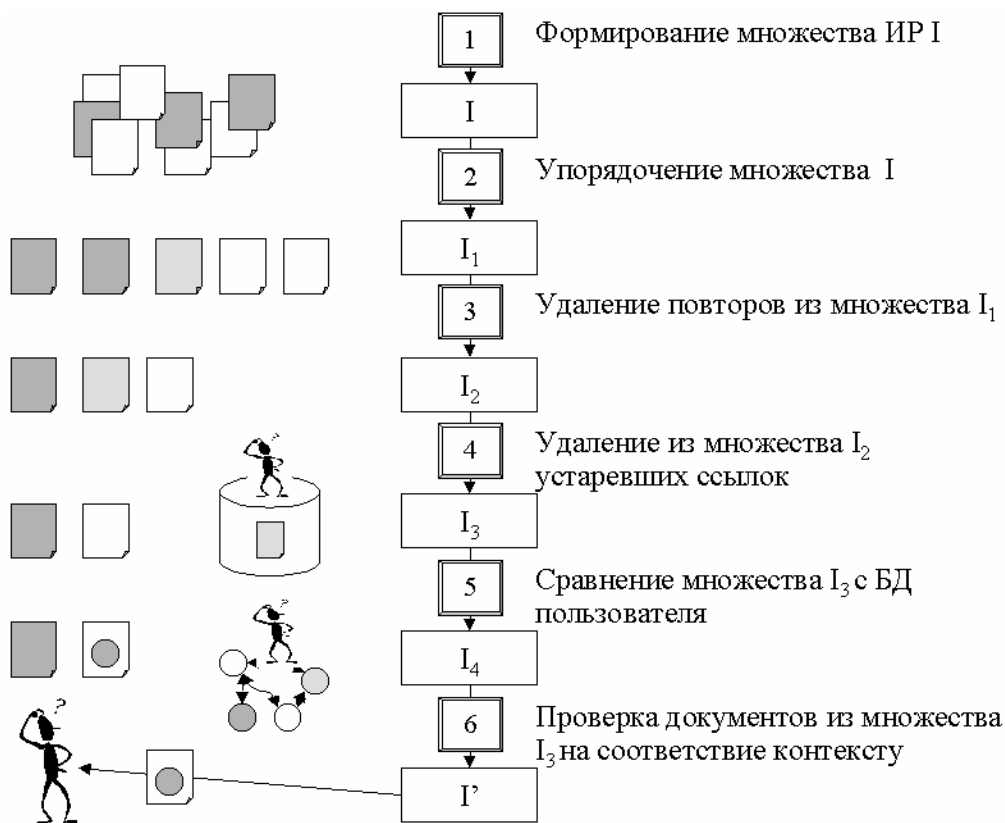 1 Формирование множества ИР I
I
2 Упорядочение множества I
I₁
3 Удаление повторов из множества I₁
I₂
4 Удаление из множества I₂
устаревших ссылок
?
I₃
5 Сравнение множества I₃ с БД
пользователя
?
I₄
6 Проверка документов из множества
I₃ на соответствие контексту
?
I’